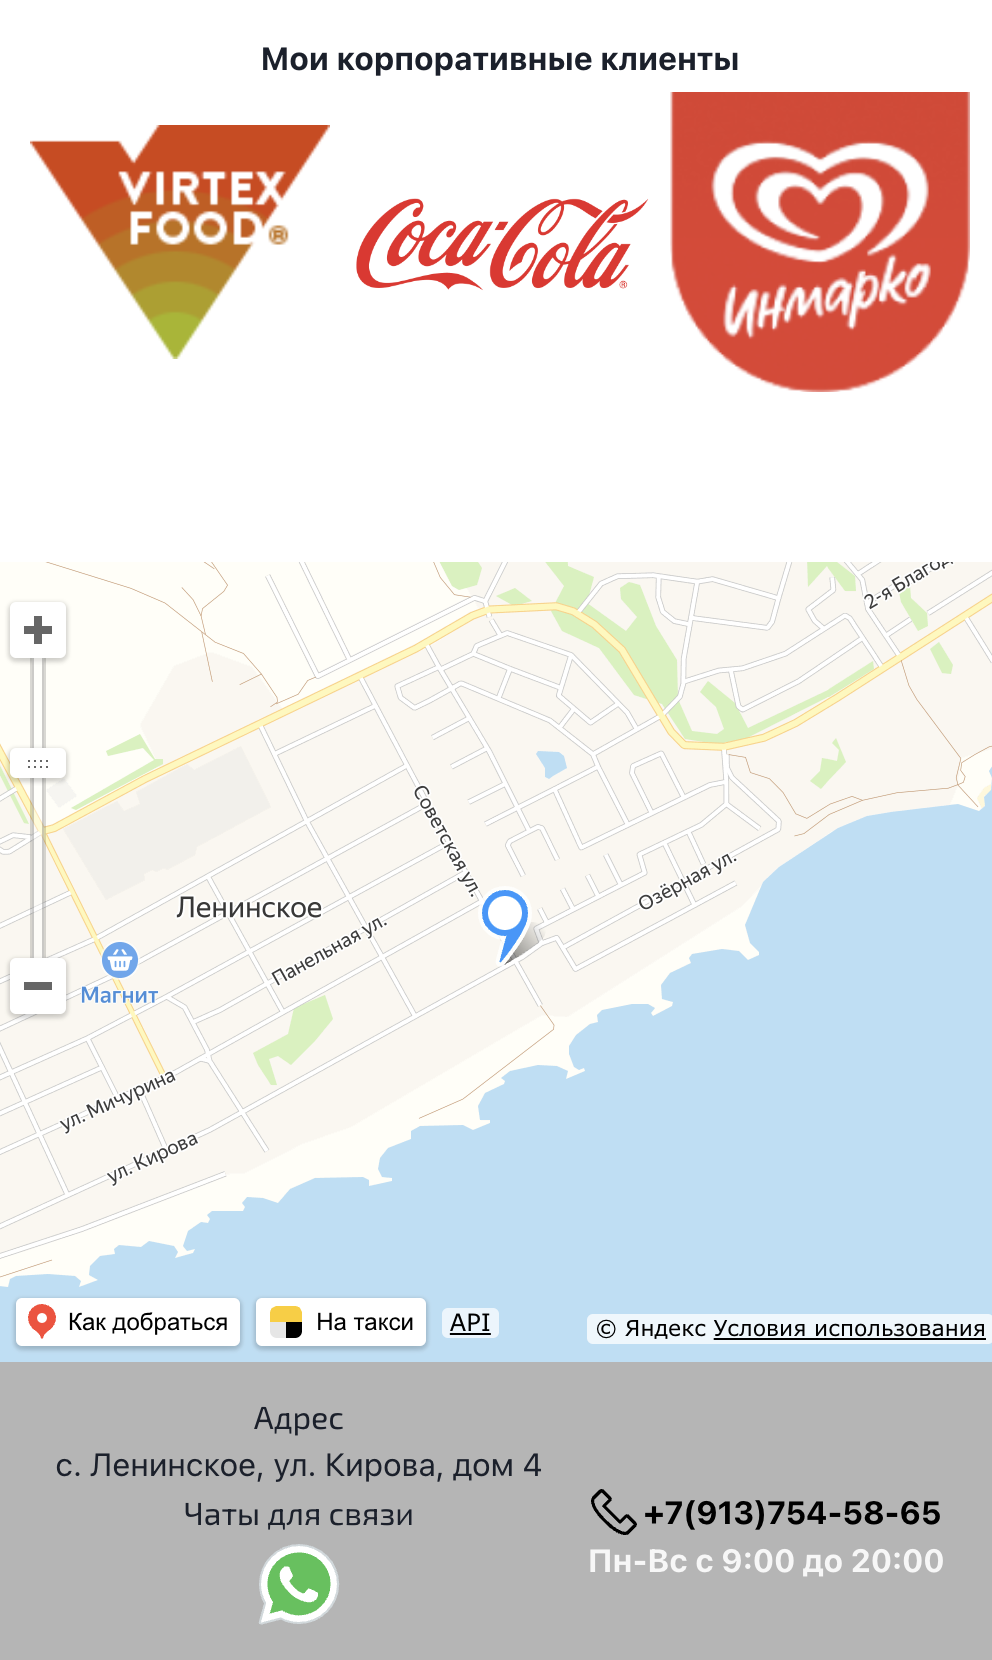 Мои корпоративные клиенты
VIRTEX
FOOD®
Coca-Cola®
Инмарко
2-я Благод
Советская ул.
Озёрная ул.
Ленинское
Панельная ул.
Магнит
ул. Мичурина
ул. Кирова
Как добраться
На такси
API
© Яндекс Условия использования
Адрес
с. Ленинское, ул. Кирова, дом 4
Чаты для связи
+7(913)754-58-65
Пн-Вс с 9:00 до 20:00